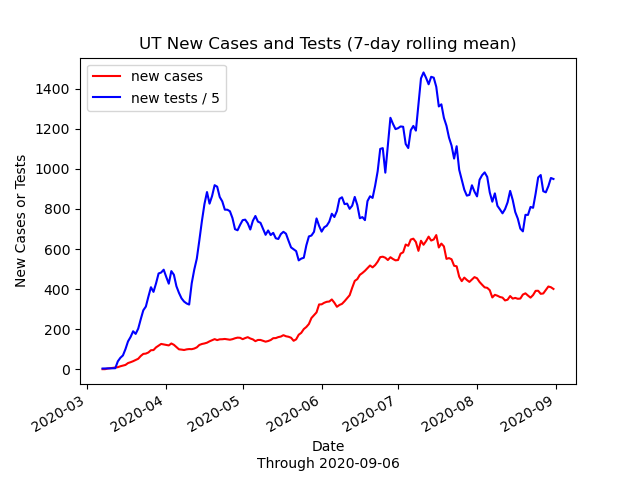 UT New Cases and Tests (7-day rolling mean)
new cases
new tests / 5
New Cases or Tests
1400
1200
1000
800
600
400
200
0
2020-03
2020-04
2020-05
2020-06
2020-07
2020-08
2020-09
Date
Through 2020-09-06